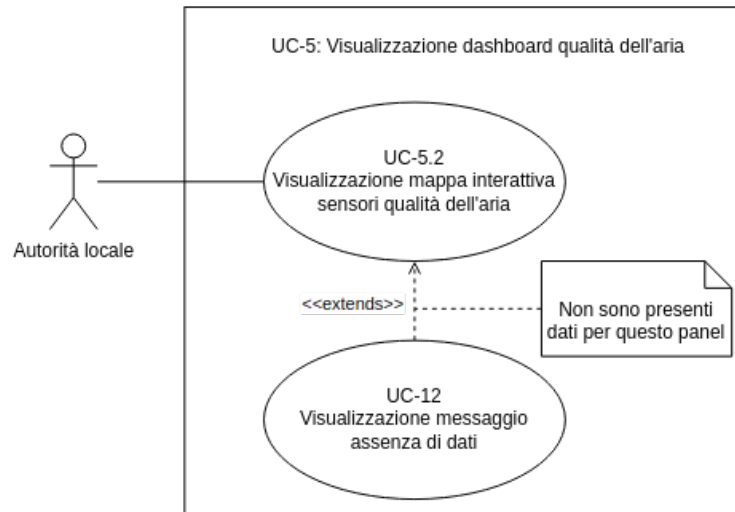 UC-5: Visualizzazione dashboard qualità dell'aria
UC-5.2
Visualizzazione mappa interattiva
sensori qualità dell'aria
Autorità locale
<<extends>>
Non sono presenti
dati per questo panel
UC-12
Visualizzazione messaggio
assenza di dati